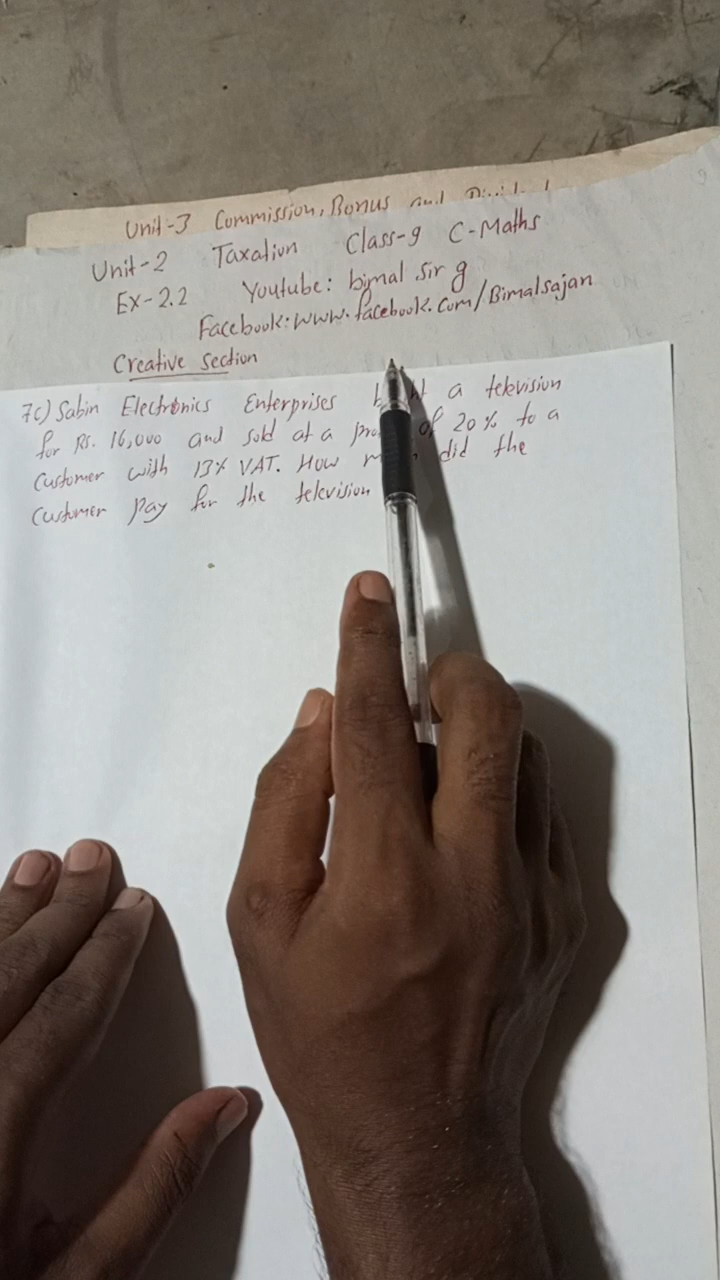 Unit-3 Commission, Bonus and
Unit-2 Taxation Class-9 C-Maths
Ex-2.2 Youtube: bimal sir g
Facebook: www.facebook.com/Bimalsajan
Creative section
7c) Sabin Electronics Enterprises a television
for Rs. 16,000 and sold at a of 20% to a
Customer with 13% VAT. How did the
Customer pay for the television
9